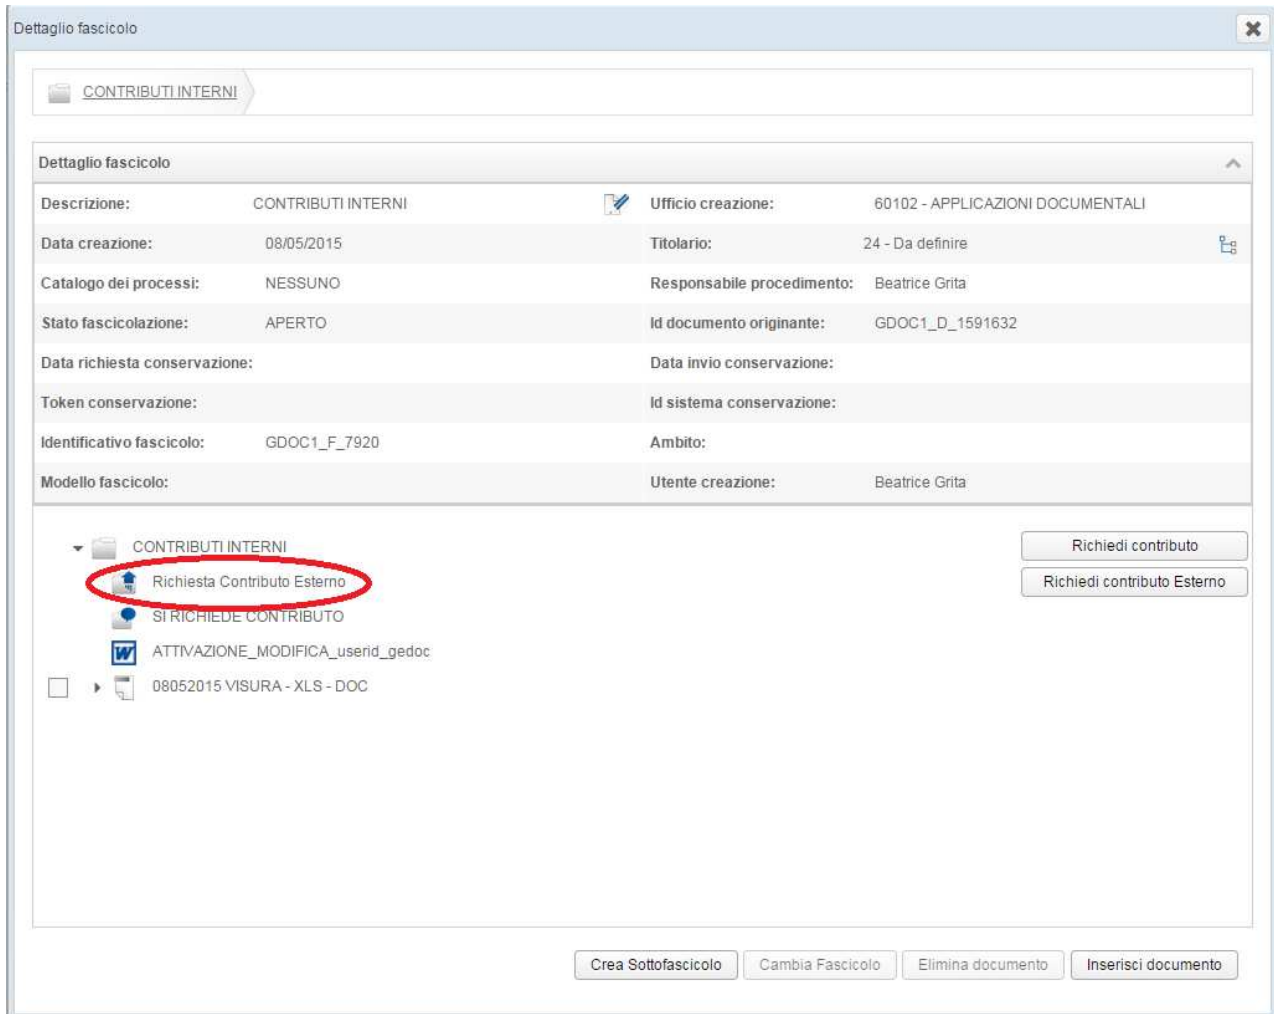 Dettaglio fascicolo
CONTRIBUTI INTERNI
Dettaglio fascicolo
Descrizione: CONTRIBUTI INTERNI Ufficio creazione: 60102 - APPLICAZIONI DOCUMENTALI
Data creazione: 08/05/2015 Titolario: 24 - Da definire
Catalogo dei processi: NESSUNO Responsabile procedimento: Beatrice Grita
Stato fascicolazione: APERTO Id documento originante: GDOC1_D_1591632
Data richiesta conservazione: Data invio conservazione:
Token conservazione: Id sistema conservazione:
Identificativo fascicolo: GDOC1_F_7920 Ambito:
Modello fascicolo: Utente creazione: Beatrice Grita
CONTRIBUTI INTERNI Richiedi contributo
Richiesta Contributo Esterno Richiedi contributo Esterno
SI RICHIEDE CONTRIBUTO
ATTIVAZIONE_MODIFICA_userid_gedoc
08052015 VISURA - XLS - DOC
Crea Sottofascicolo Cambia Fascicolo Elimina documento Inserisci documento